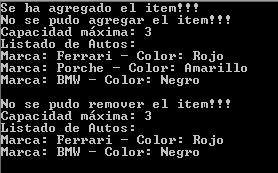 Se ha agregado el item!!!
No se pudo agregar el item!!!
Capacidad máxima: 3
Listado de Autos:
Marca: Ferrari - Color: Rojo
Marca: Porche - Color: Amarillo
Marca: BMW - Color: Negro
No se pudo remover el item!!!
Capacidad máxima: 3
Listado de Autos:
Marca: Ferrari - Color: Rojo
Marca: BMW - Color: Negro